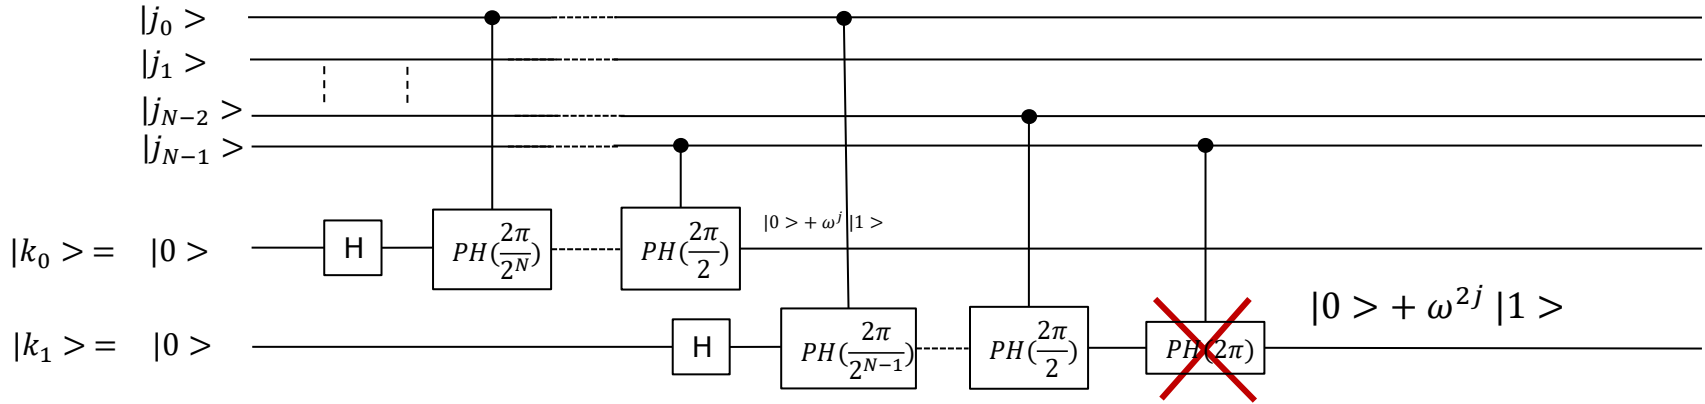 |j₀ >
|j₁ >
|j_{N−2} >
|j_{N−1} >
|k₀ > = |0 > H PH(2π/2^N) PH(2π/2) |0 > + ω^j |1 >
|k₁ > = |0 > H PH(2π/2^{N−1}) PH(2π/2) PH(2π) |0 > + ω^{2j} |1 >